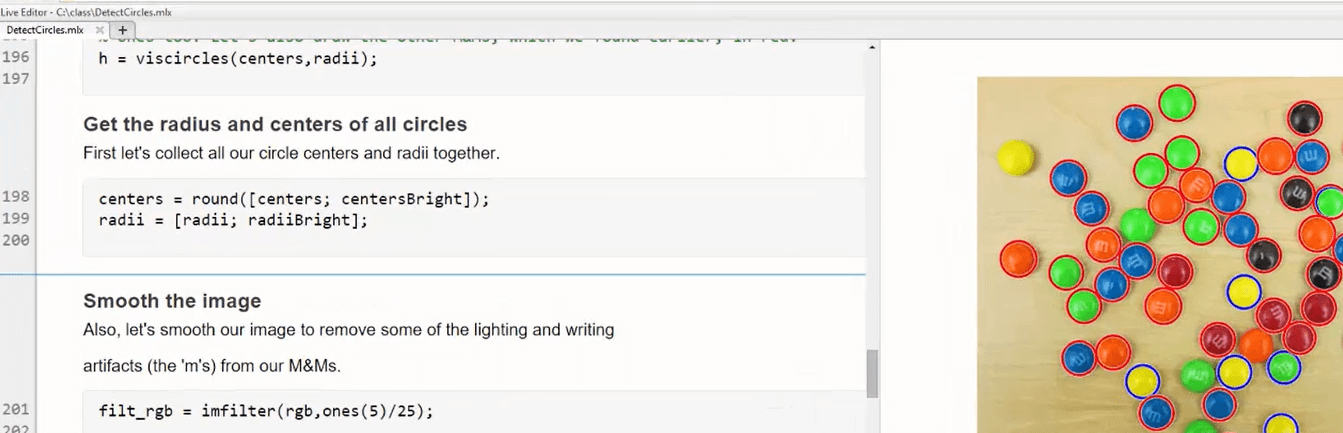 Live Editor - C:\class\DetectCircles.mlx
DetectCircles.mlx × +
196 h = viscircles(centers,radii);
197
Get the radius and centers of all circles
First let's collect all our circle centers and radii together.
198 centers = round([centers; centersBright]);
199 radii = [radii; radiiBright];
200
Smooth the image
Also, let's smooth our image to remove some of the lighting and writing
artifacts (the 'm's) from our M&Ms.
201 filt_rgb = imfilter(rgb,ones(5)/25);
202